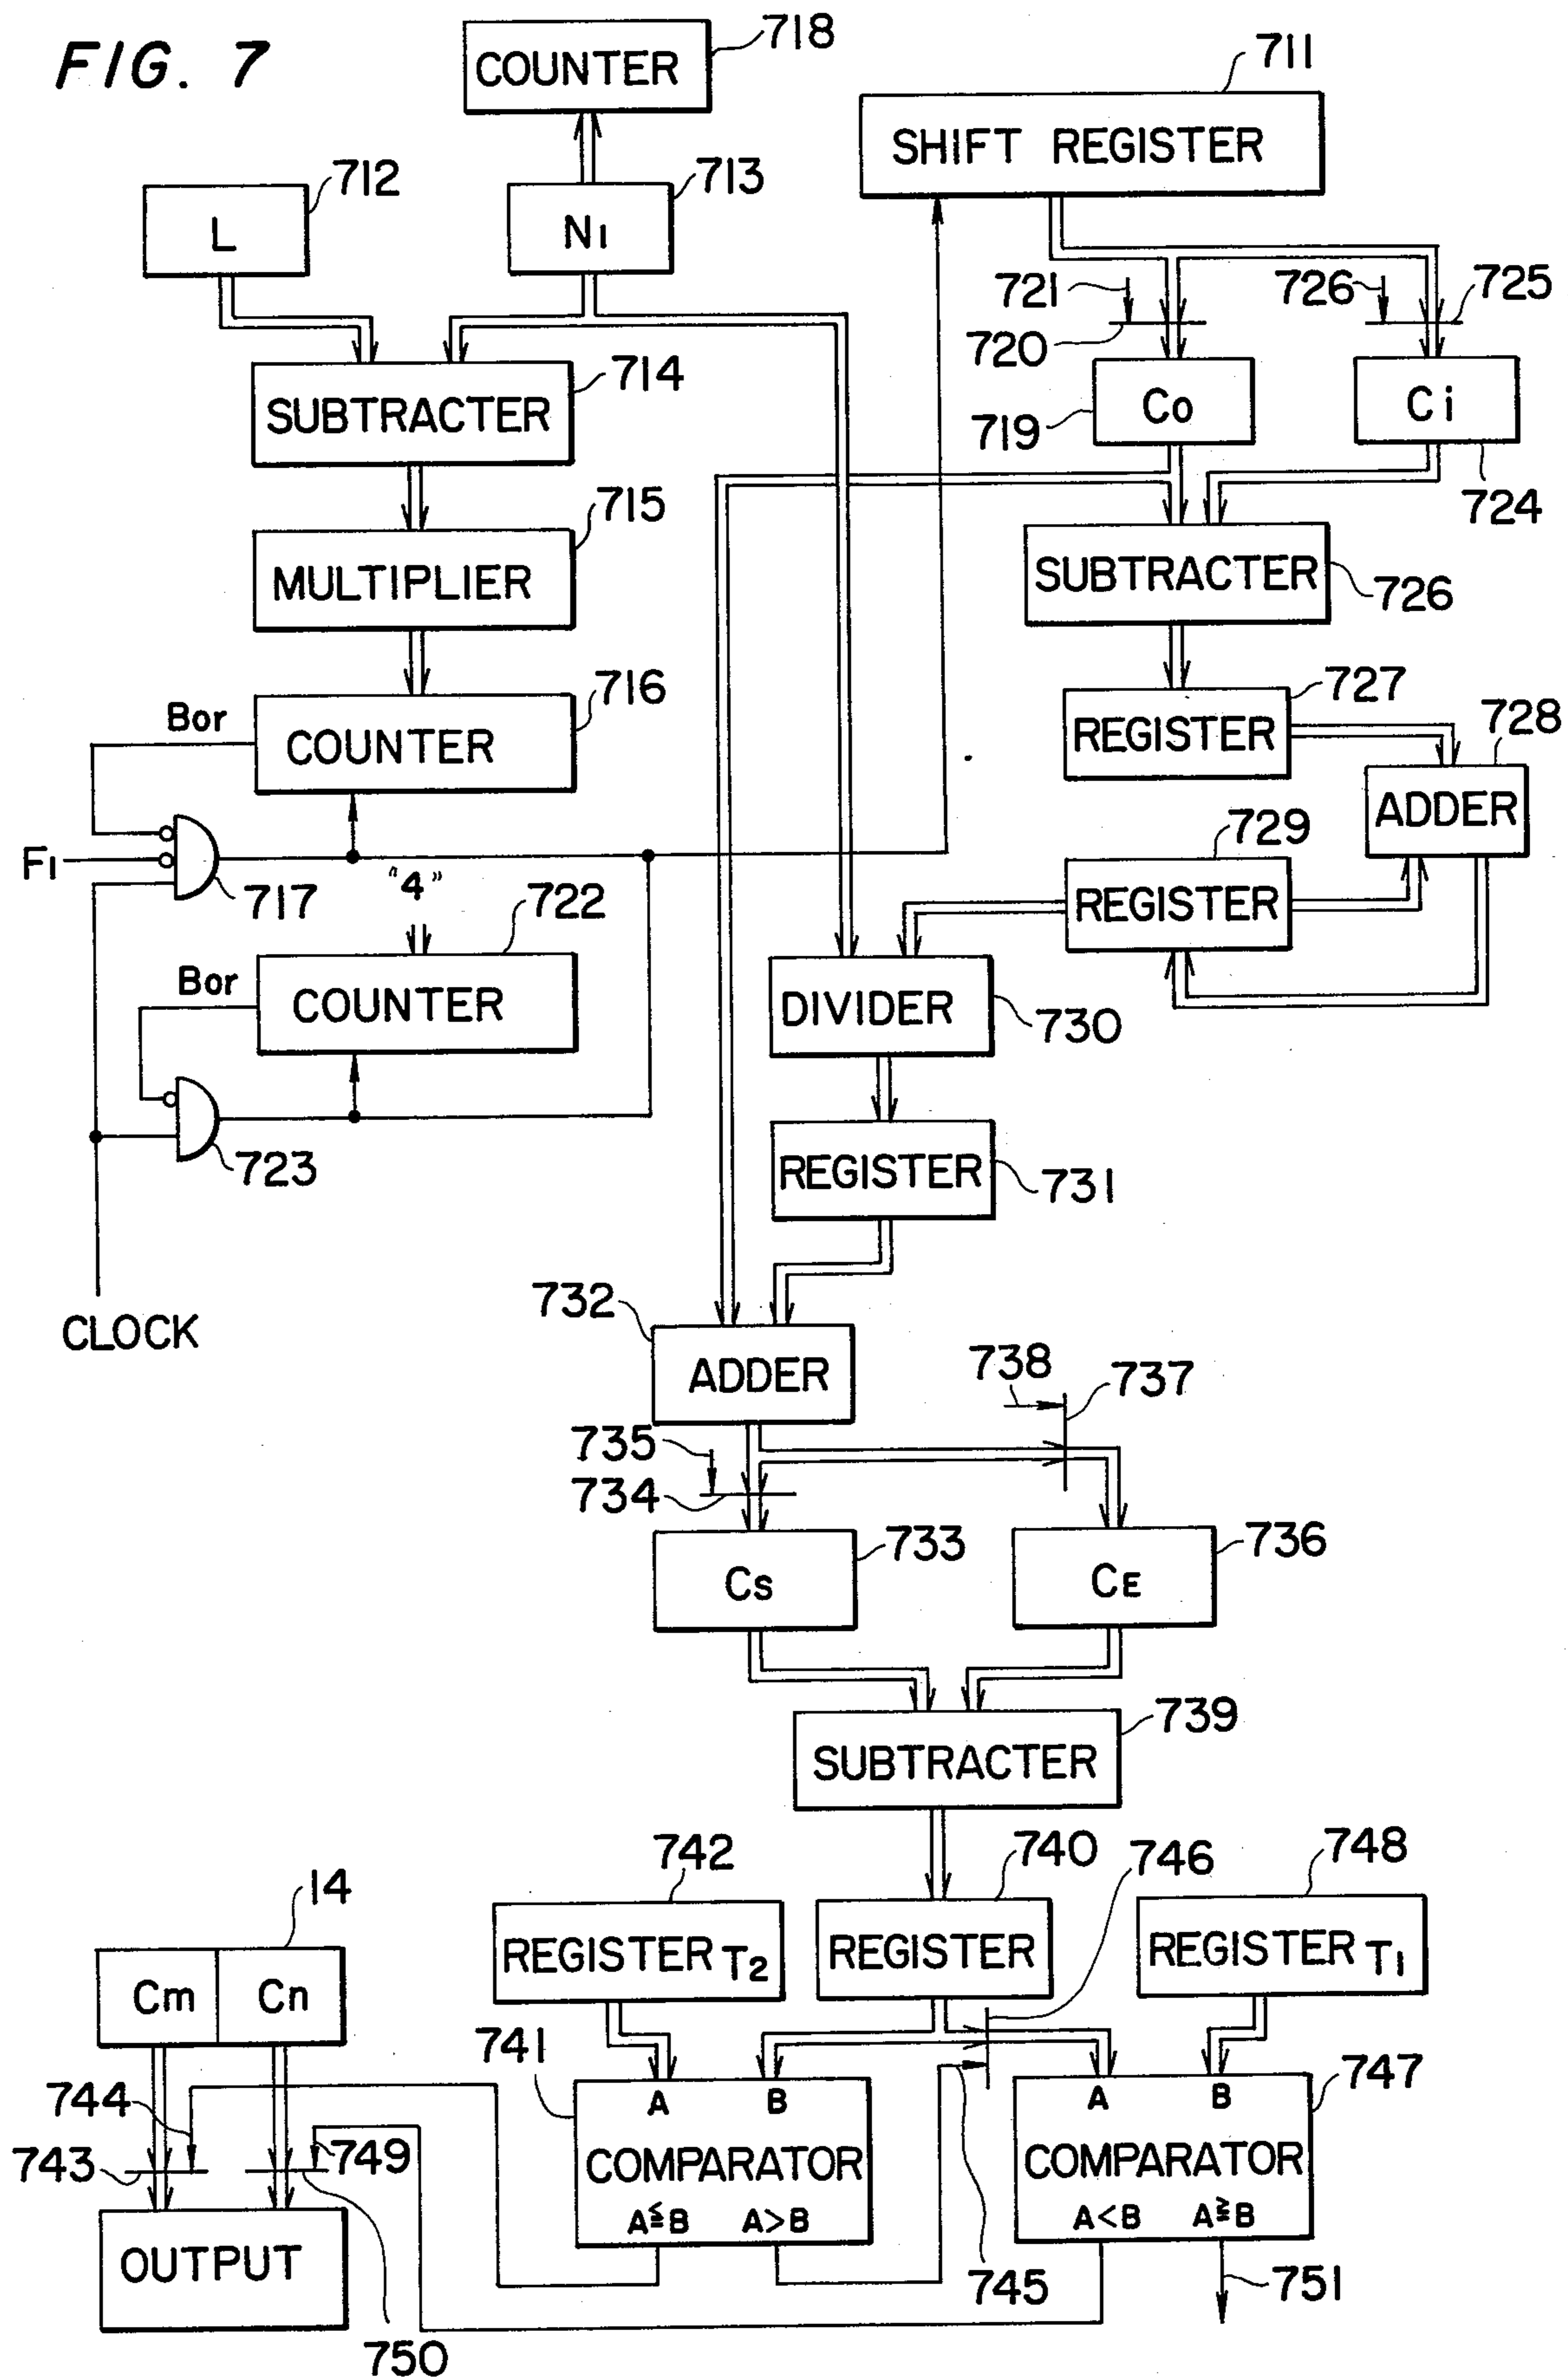 FIG. 7
COUNTER
718
711
SHIFT REGISTER
712
L
713
N1
721
720
726
725
714
SUBTRACTER
719
Co
Ci
724
715
MULTIPLIER
SUBTRACTER
726
716
Bor
COUNTER
727
REGISTER
728
ADDER
F1
717
"4"
729
REGISTER
722
Bor
COUNTER
DIVIDER
730
723
REGISTER
731
CLOCK
732
ADDER
738
737
735
734
733
Cs
736
CE
739
SUBTRACTER
742
740
746
748
14
REGISTER T2
REGISTER
REGISTER T1
Cm
Cn
741
744
743
749
A B
COMPARATOR
A≦B A>B
747
A B
COMPARATOR
A<B A≧B
OUTPUT
745
751
750